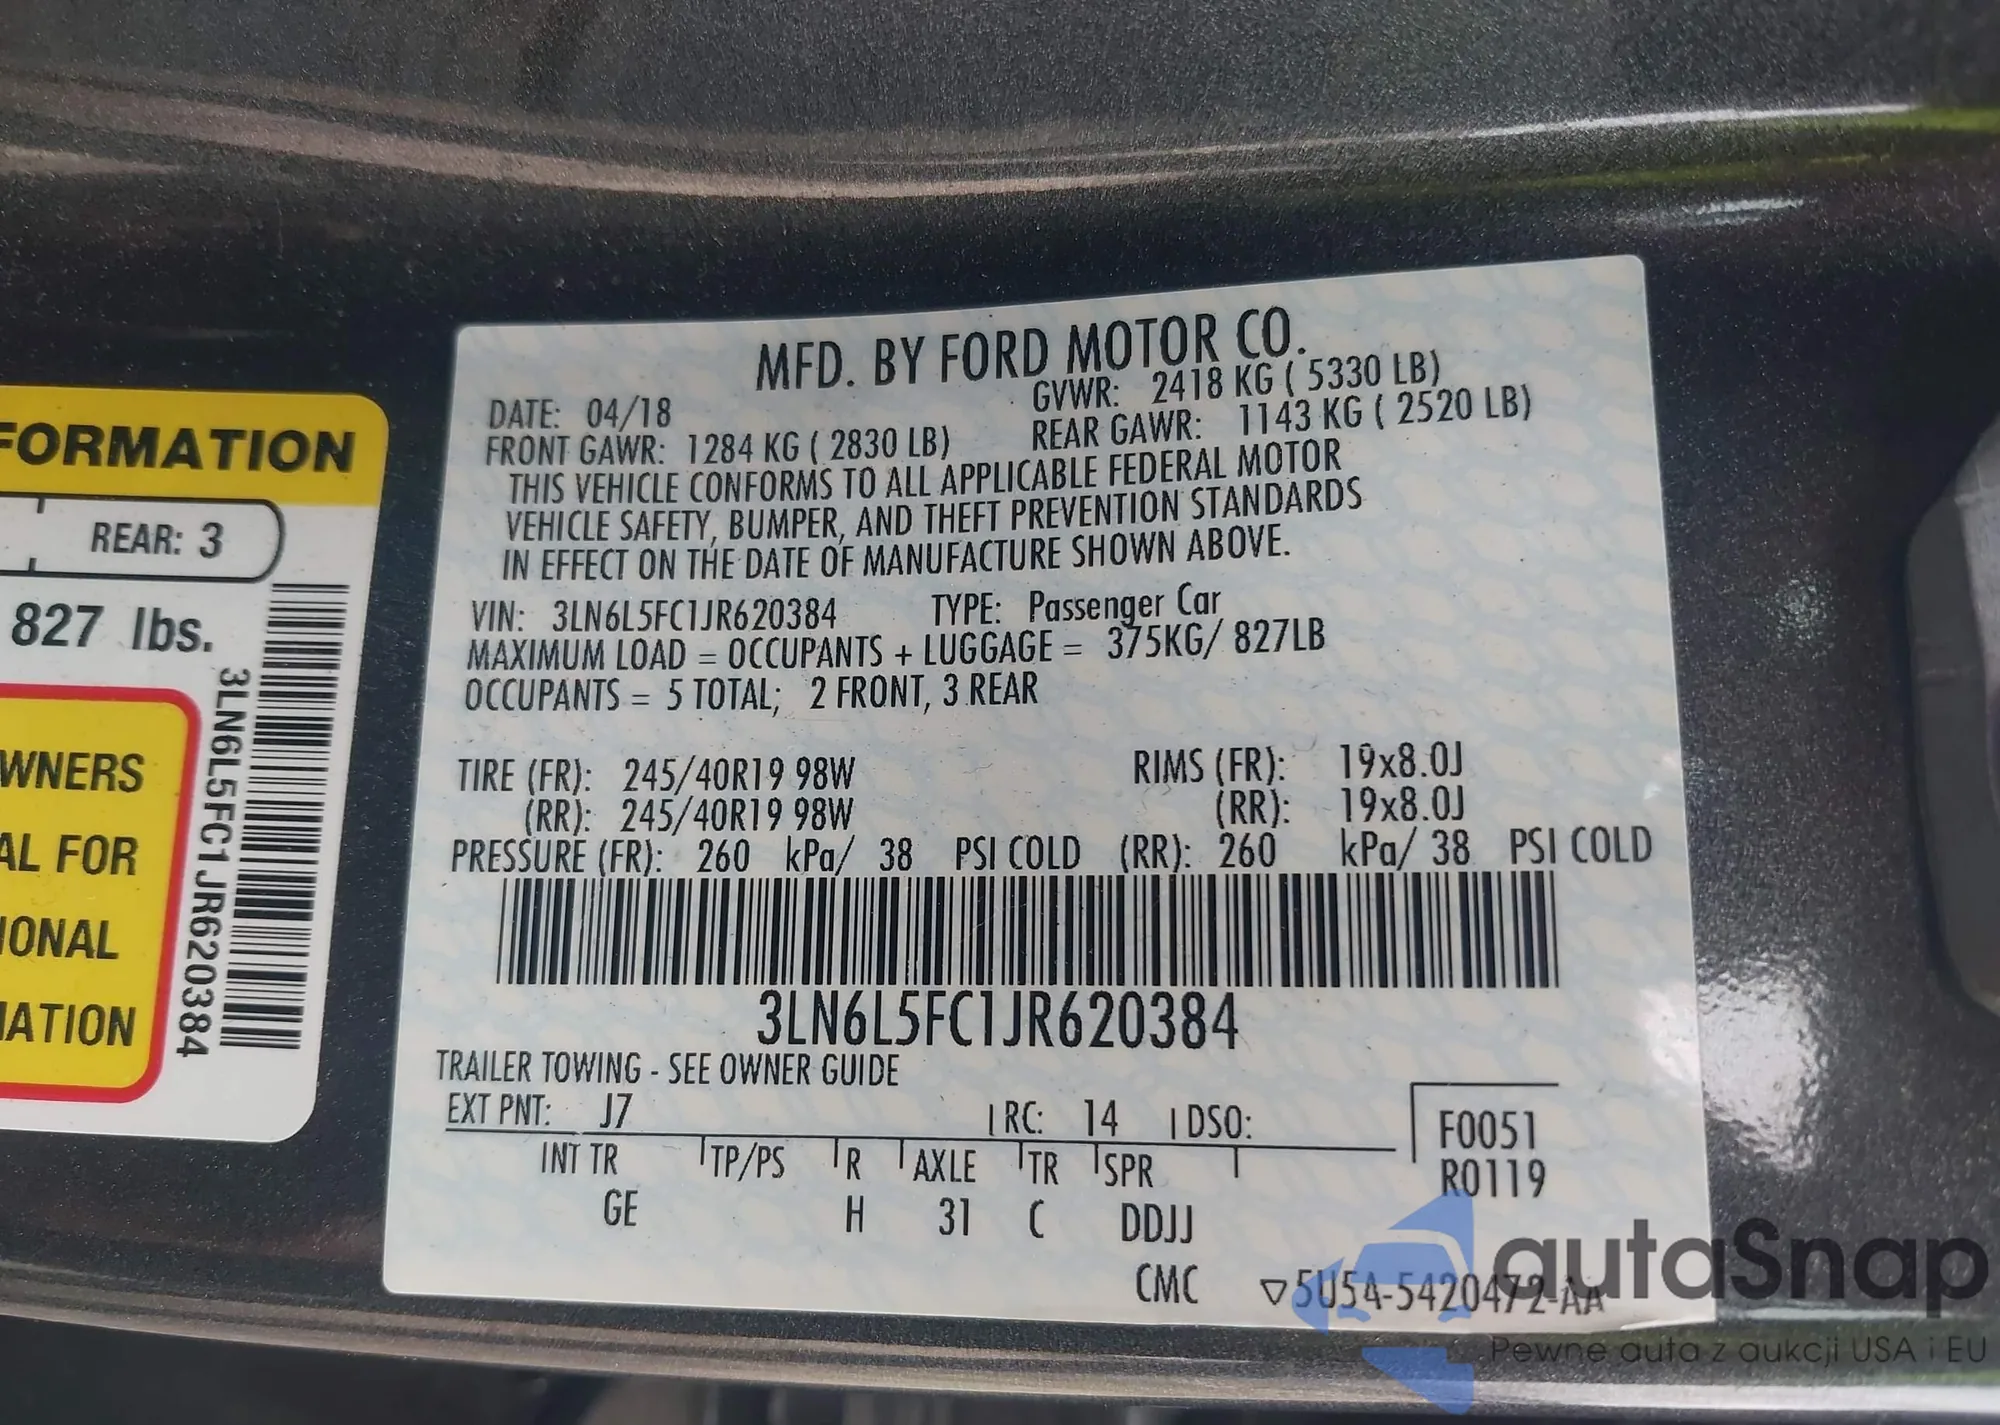 FORMATION
REAR: 3
827 lbs.
3LN6L5FC1JR620384
WNERS
AL FOR
IONAL
MATION
MFD. BY FORD MOTOR CO.
DATE: 04/18 GVWR: 2418 KG ( 5330 LB)
FRONT GAWR: 1284 KG ( 2830 LB) REAR GAWR: 1143 KG ( 2520 LB)
THIS VEHICLE CONFORMS TO ALL APPLICABLE FEDERAL MOTOR
VEHICLE SAFETY, BUMPER, AND THEFT PREVENTION STANDARDS
IN EFFECT ON THE DATE OF MANUFACTURE SHOWN ABOVE.
VIN: 3LN6L5FC1JR620384 TYPE: Passenger Car
MAXIMUM LOAD = OCCUPANTS + LUGGAGE = 375KG/ 827LB
OCCUPANTS = 5 TOTAL; 2 FRONT, 3 REAR
TIRE (FR): 245/40R19 98W RIMS (FR): 19x8.0J
(RR): 245/40R19 98W (RR): 19x8.0J
PRESSURE (FR): 260 kPa/ 38 PSI COLD (RR): 260 kPa/ 38 PSI COLD
3LN6L5FC1JR620384
TRAILER TOWING - SEE OWNER GUIDE
EXT PNT: J7 RC: 14 DSO: F0051
R0119
INT TR TP/PS R AXLE TR SPR
GE H 31 C DDJJ
CMC ▽5U5A-5420472-AA
autaSnap
Pewne auta z aukcji USA i EU